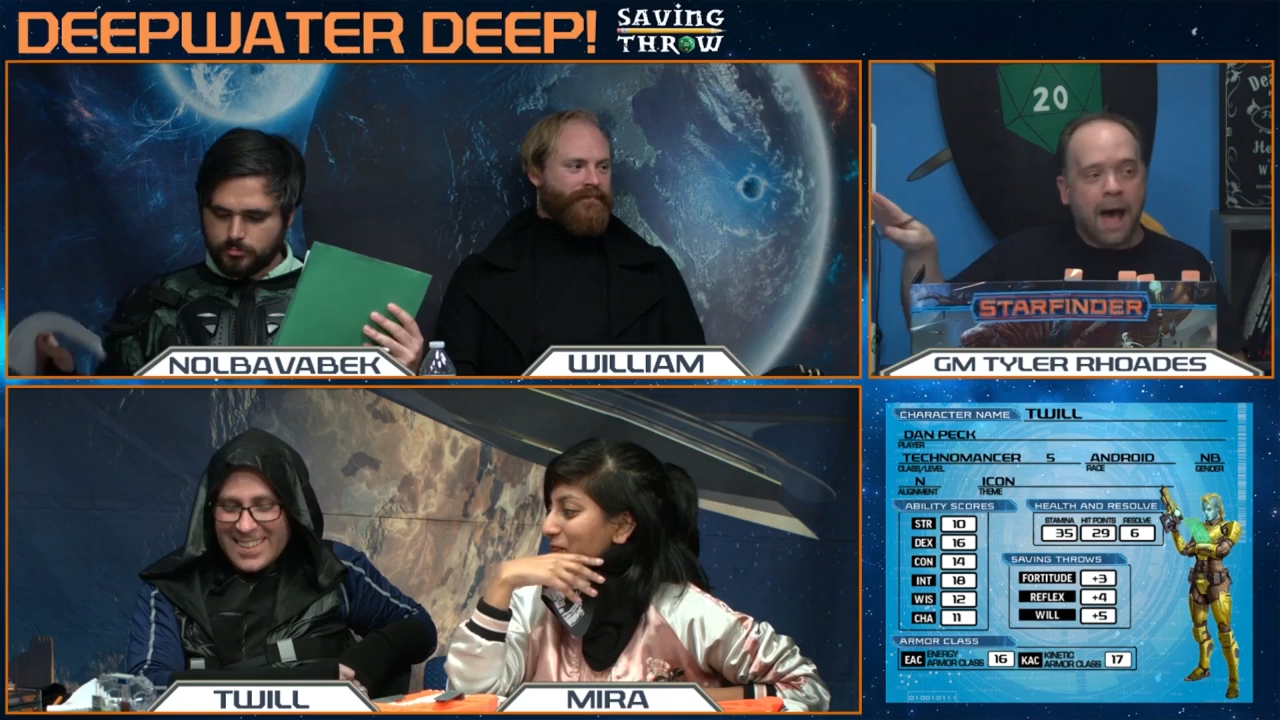 DEEPWATER DEEP!
SAVING
THROW
20
NOLBAVABEK
WILLIAM
STARFINDER
GM TYLER RHOADES
TWILL
MIRA
CHARACTER NAME TWILL
DAN PECK
PLAYER
TECHNOMANCER 5 ANDROID NB
CLASS/LEVEL RACE GENDER
N ICON
ALIGNMENT THEME
ABILITY SCORES
STR 10
DEX 16
CON 14
INT 18
WIS 12
CHA 11
HEALTH AND RESOLVE
STAMINA HIT POINTS RESOLVE
35 29 6
SAVING THROWS
FORTITUDE +3
REFLEX +4
WILL +5
ARMOR CLASS
EAC ENERGY ARMOR CLASS 16 KAC KINETIC ARMOR CLASS 17